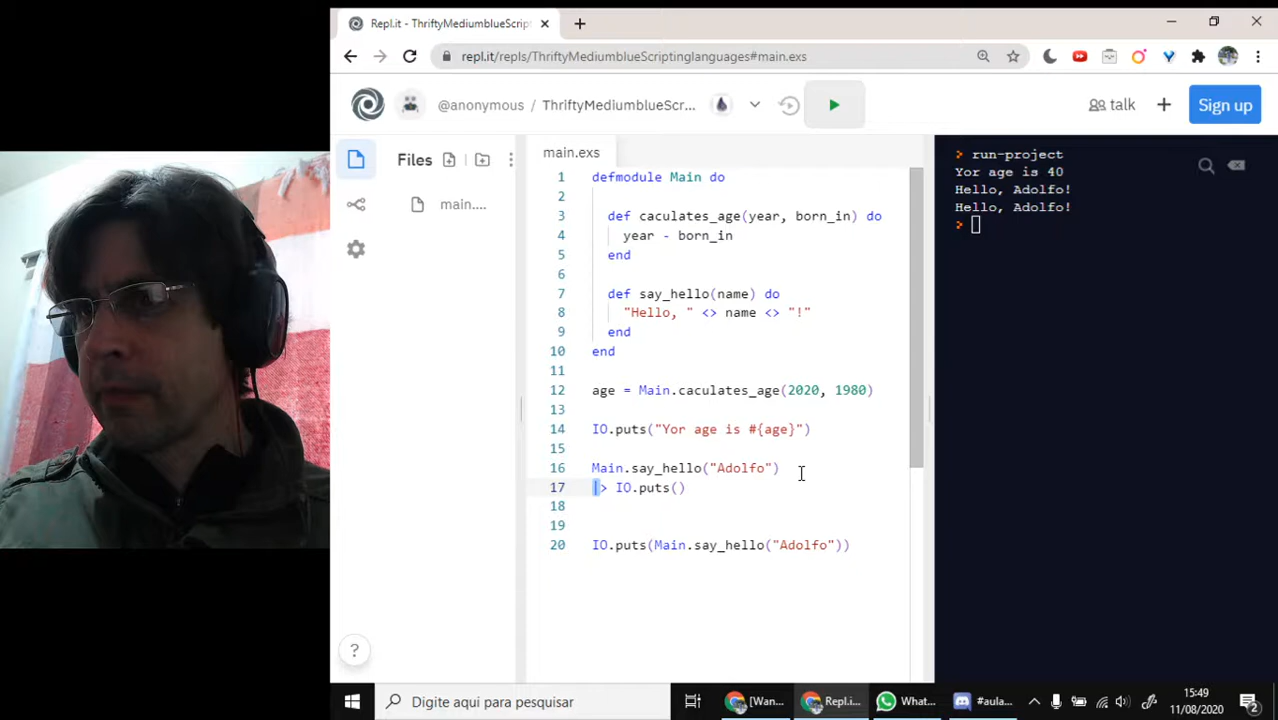 Repl.it - ThriftyMediumblueScript
repl.it/repls/ThriftyMediumblueScriptinglanguages#main.exs
@anonymous / ThriftyMediumblueScr...
talk
Sign up
Files
main....
main.exs
1 defmodule Main do
2
3 def caculates_age(year, born_in) do
4 year - born_in
5 end
6
7 def say_hello(name) do
8 "Hello, " <> name <> "!"
9 end
10 end
11
12 age = Main.caculates_age(2020, 1980)
13
14 IO.puts("Yor age is #{age}")
15
16 Main.say_hello("Adolfo")
17 |> IO.puts()
18
19
20 IO.puts(Main.say_hello("Adolfo"))
> run-project
Yor age is 40
Hello, Adolfo!
Hello, Adolfo!
>
?
Digite aqui para pesquisar
[Wan...
Repl.i...
What...
#aula...
15:49
11/08/2020
2